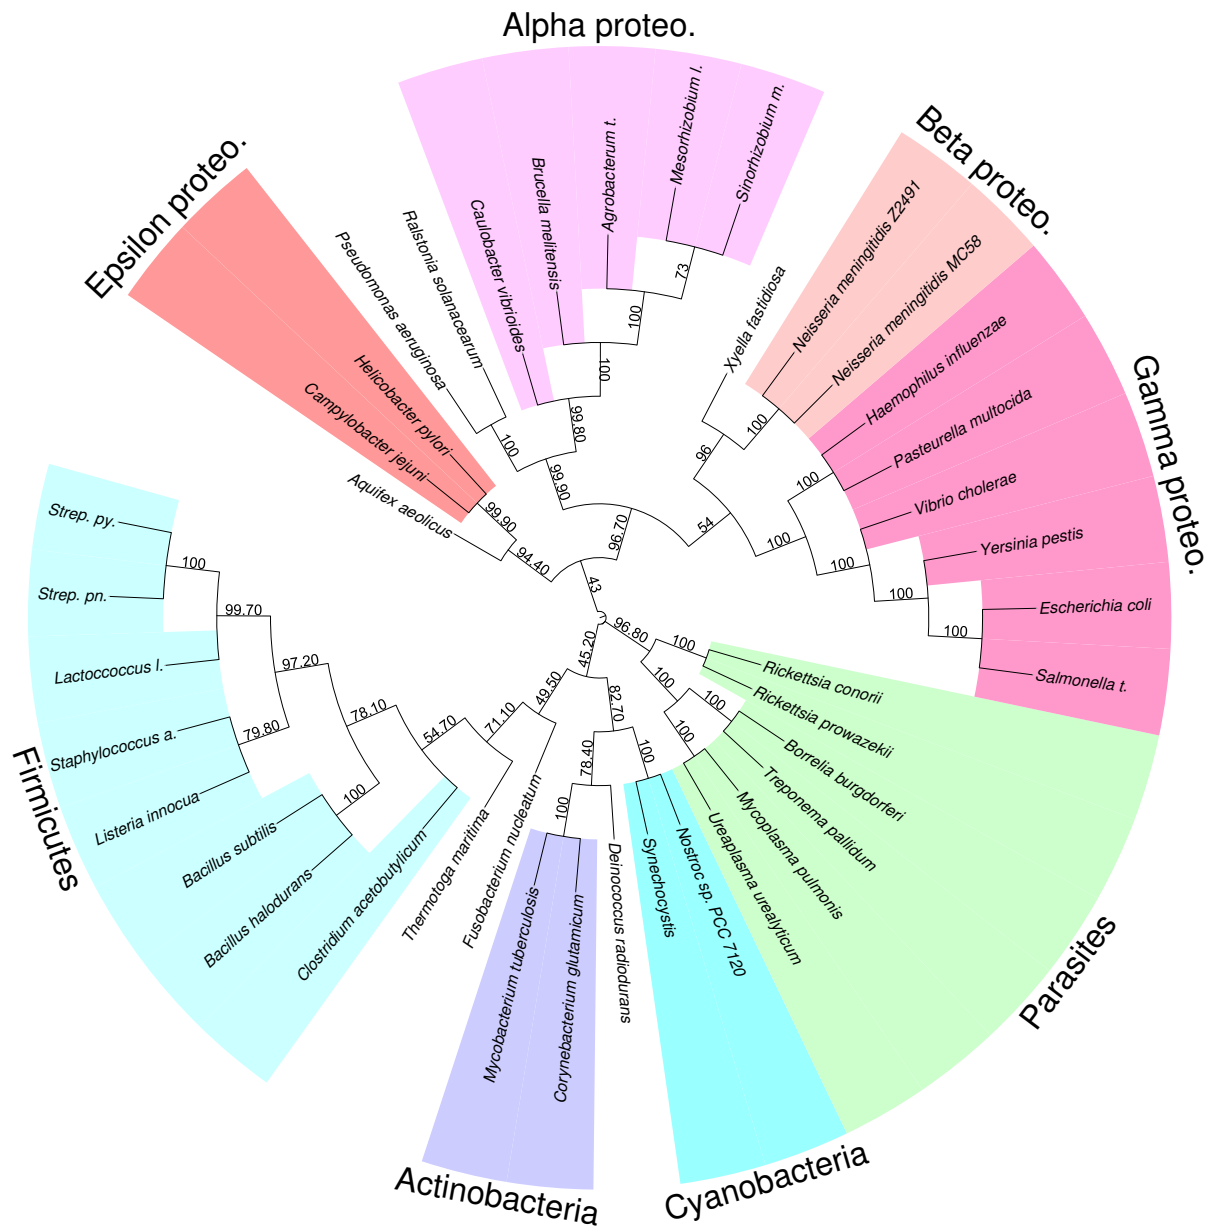 Alpha proteo.
Beta proteo.
Gamma proteo.
Parasites
Cyanobacteria
Actinobacteria
Firmicutes
Epsilon proteo.
Caulobacter vibrioides
Brucella melitensis
Agrobacterum t.
Mesorhizobium l.
Sinorhizobium m.
Xyella fastidiosa
Neisseria meningitidis Z2491
Neisseria meningitidis MC58
Haemophilus influenzae
Pasteurella multocida
Vibrio cholerae
Yersinia pestis
Escherichia coli
Salmonella t.
Rickettsia conorii
Rickettsia prowazekii
Borrelia burgdorferi
Treponema pallidum
Mycoplasma pulmonis
Ureaplasma urealyticum
Nostroc sp. PCC 7120
Synechocystis
Deinococcus radiodurans
Corynebacterium glutamicum
Mycobacterium tuberculosis
Fusobacterium nucleatum
Thermotoga maritima
Clostridium acetobutylicum
Bacillus halodurans
Bacillus subtilis
Listeria innocua
Staphylococcus a.
Lactoccoccus l.
Strep. pn.
Strep. py.
Aquifex aeolicus
Campylobacter jejuni
Helicobacter pylori
Pseudomonas aeruginosa
Ralstonia solanacearum
73
100
100
99.80
100
99.90
96.70
96
100
54
100
100
100
100
100
43
94.40
99.90
96.80
100
100
100
100
45.20
82.70
100
78.40
100
49.50
71.10
54.70
78.10
100
97.20
79.80
99.70
100